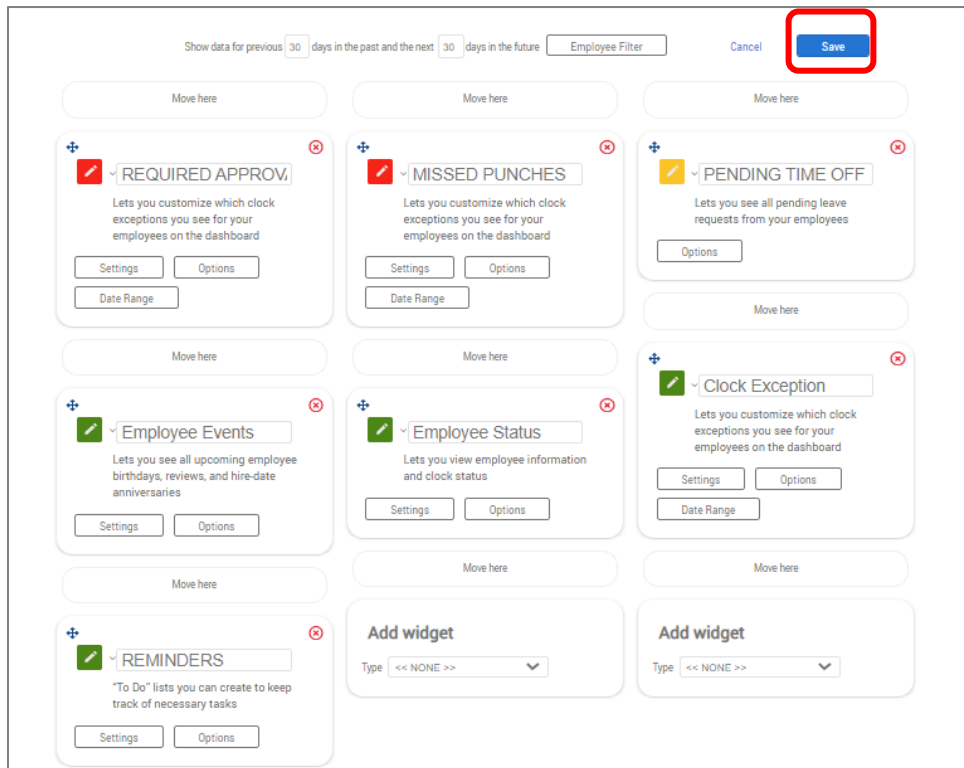 Show data for previous 30 days in the past and the next 30 days in the future Employee Filter Cancel Save
Move here Move here Move here
REQUIRED APPROV
Lets you customize which clock
exceptions you see for your
employees on the dashboard
Settings Options
Date Range
MISSED PUNCHES
Lets you customize which clock
exceptions you see for your
employees on the dashboard
Settings Options
Date Range
PENDING TIME OFF
Lets you see all pending leave
requests from your employees
Options
Move here
Move here
Move here
Employee Events
Lets you see all upcoming employee
birthdays, reviews, and hire-date
anniversaries
Settings Options
Employee Status
Lets you view employee information
and clock status
Settings Options
Clock Exception
Lets you customize which clock
exceptions you see for your
employees on the dashboard
Settings Options
Date Range
Move here
Move here
Move here
REMINDERS
"To Do" lists you can create to keep
track of necessary tasks
Settings Options
Add widget
Type << NONE >>
Add widget
Type << NONE >>